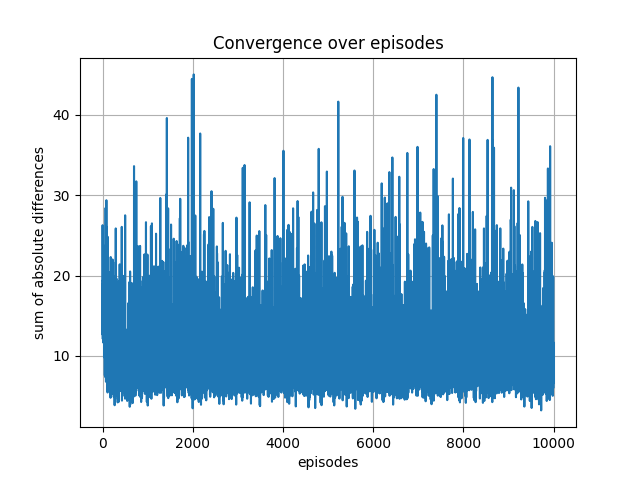 Convergence over episodes
sum of absolute differences
40
30
20
10
0 2000 4000 6000 8000 10000
episodes